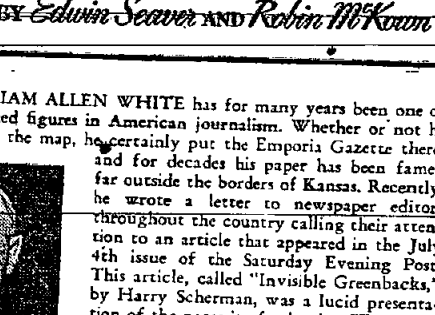 BY Edwin Seaver AND Robin McKown
IAM ALLEN WHITE has for many years been one o
ed figures in American journalism. Whether or not h
the map, he certainly put the Emporia Gazette there
and for decades his paper has been fame
far outside the borders of Kansas. Recently
he wrote a letter to newspaper editor
throughout the country calling their atten
tion to an article that appeared in the July
4th issue of the Saturday Evening Post
This article, called "Invisible Greenbacks,"
by Harry Scherman, was a lucid presenta
tion of the